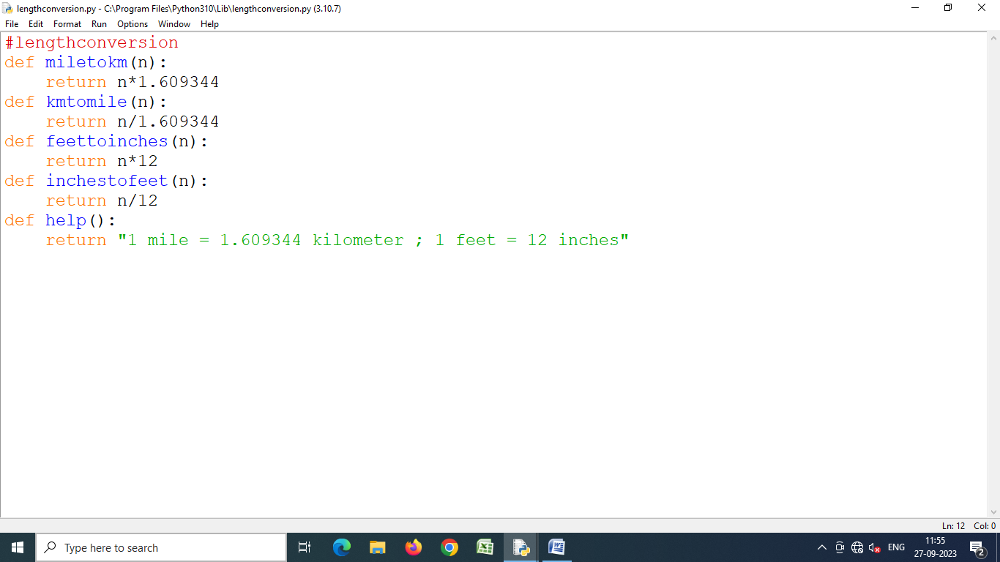 lengthconversion.py - C:\Program Files\Python310\Lib\lengthconversion.py (3.10.7)
File Edit Format Run Options Window Help
#lengthconversion
def miletokm(n):
    return n*1.609344
def kmtomile(n):
    return n/1.609344
def feettoinches(n):
    return n*12
def inchestofeet(n):
    return n/12
def help():
    return "1 mile = 1.609344 kilometer ; 1 feet = 12 inches"
Ln: 12 Col: 0
Type here to search
ENG
11:55
27-09-2023
2